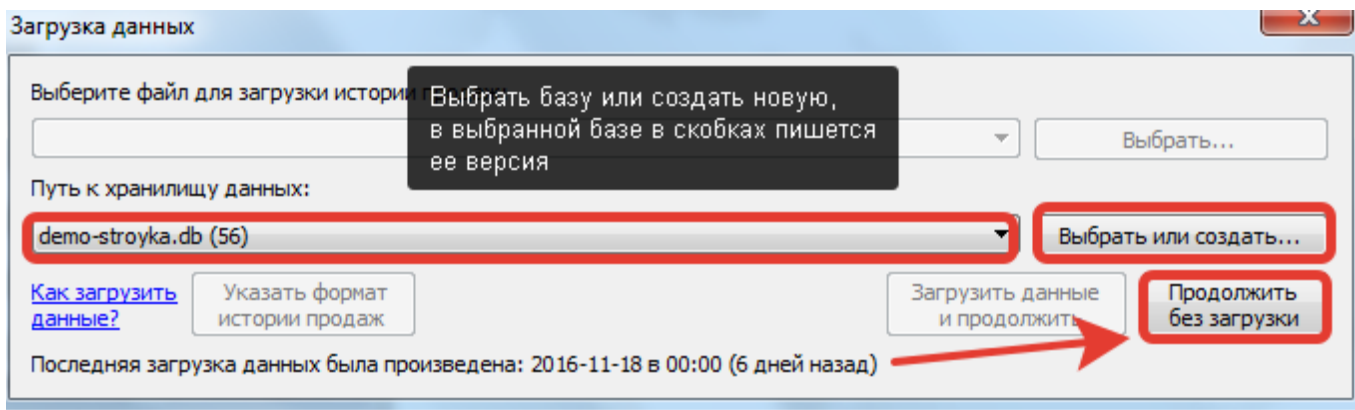 Загрузка данных
Выберите файл для загрузки истории
Выбрать базу или создать новую,
в выбранной базе в скобках пишется
ее версия
Выбрать...
Путь к хранилищу данных:
demo-stroyka.db (56)
Выбрать или создать...
Как загрузить
данные?
Указать формат
истории продаж
Загрузить данные
и продолжить
Продолжить
без загрузки
Последняя загрузка данных была произведена: 2016-11-18 в 00:00 (6 дней назад)